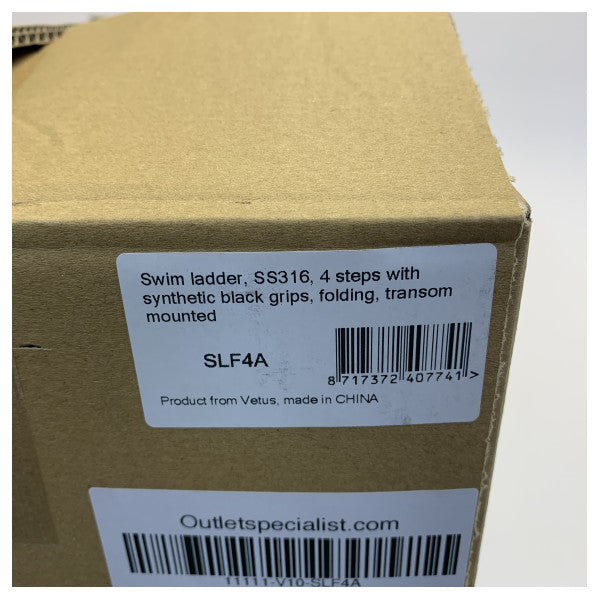 Swim ladder, SS316, 4 steps with
synthetic black grips, folding, transom
mounted
SLF4A
8 717372 407741 >
Product from Vetus, made in CHINA
Outletspecialist.com
11111-V10-SLF4A